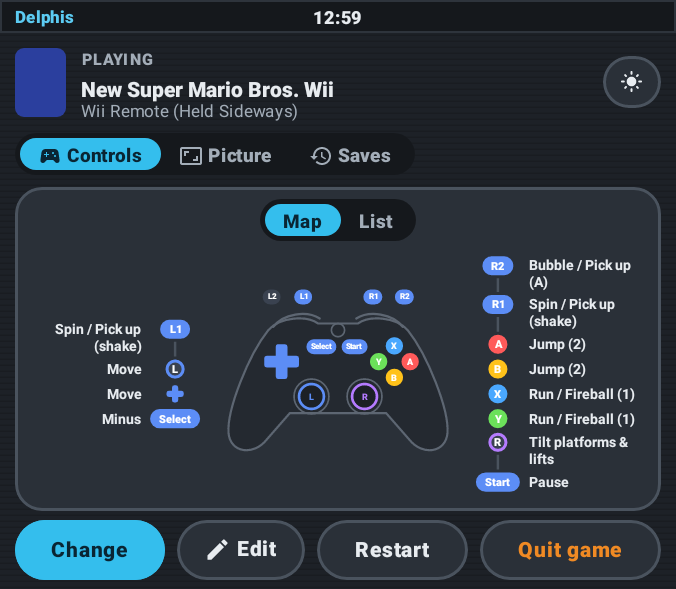 Delphis
12:59
PLAYING
New Super Mario Bros. Wii
Wii Remote (Held Sideways)
Controls
Picture
Saves
Map
List
Spin / Pick up
(shake)
L1
Move
L
Move
Minus
Select
L2
L1
R1
R2
Select
Start
X
Y
A
B
L
R
R2
Bubble / Pick up
(A)
R1
Spin / Pick up
(shake)
A
Jump (2)
B
Jump (2)
X
Run / Fireball (1)
Y
Run / Fireball (1)
R
Tilt platforms &
lifts
Start
Pause
Change
Edit
Restart
Quit game